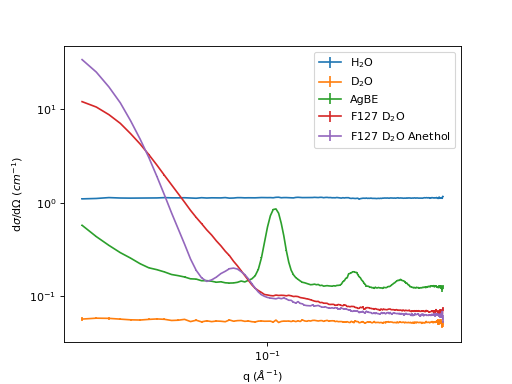 H₂O
D₂O
AgBE
F127 D₂O
F127 D₂O Anethol
10¹
10⁰
10⁻¹
dσ/dΩ (cm⁻¹)
10⁻¹
q (Å⁻¹)